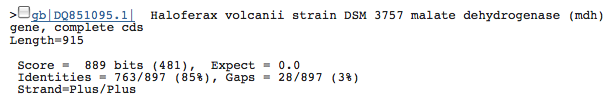 >gb|DQ851095.1| Haloferax volcanii strain DSM 3757 malate dehydrogenase (mdh)
gene, complete cds
Length=915
Score = 889 bits (481), Expect = 0.0
Identities = 763/897 (85%), Gaps = 28/897 (3%)
Strand=Plus/Plus